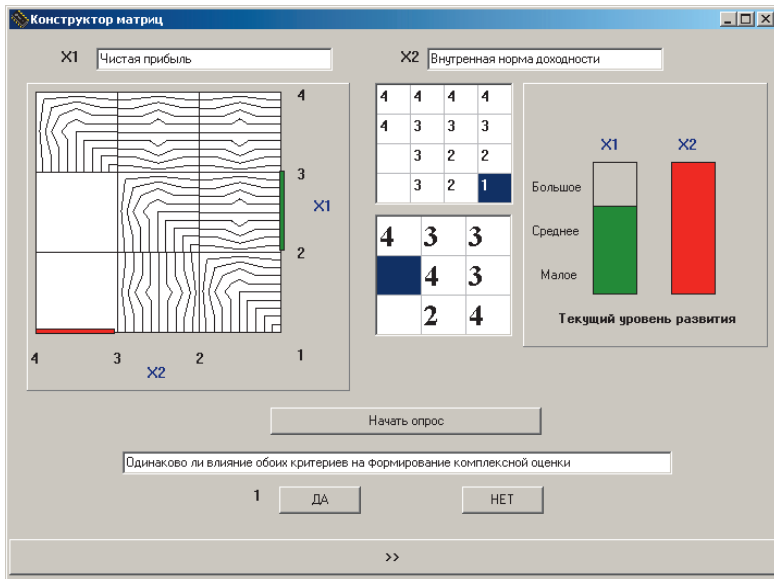 Конструктор матриц
X1 Чистая прибыль X2 Внутренная норма доходности
4
3
X1
2
1
4 3 2
X2
4 4 4 4
4 3 3 3
3 2 2
3 2 1
4 3 3
4 3
2 4
X1 X2
Большое
Среднее
Малое
Текущий уровень развития
Начать опрос
Одинаково ли влияние обоих критериев на формирование комплексной оценки
1 ДА НЕТ
>>